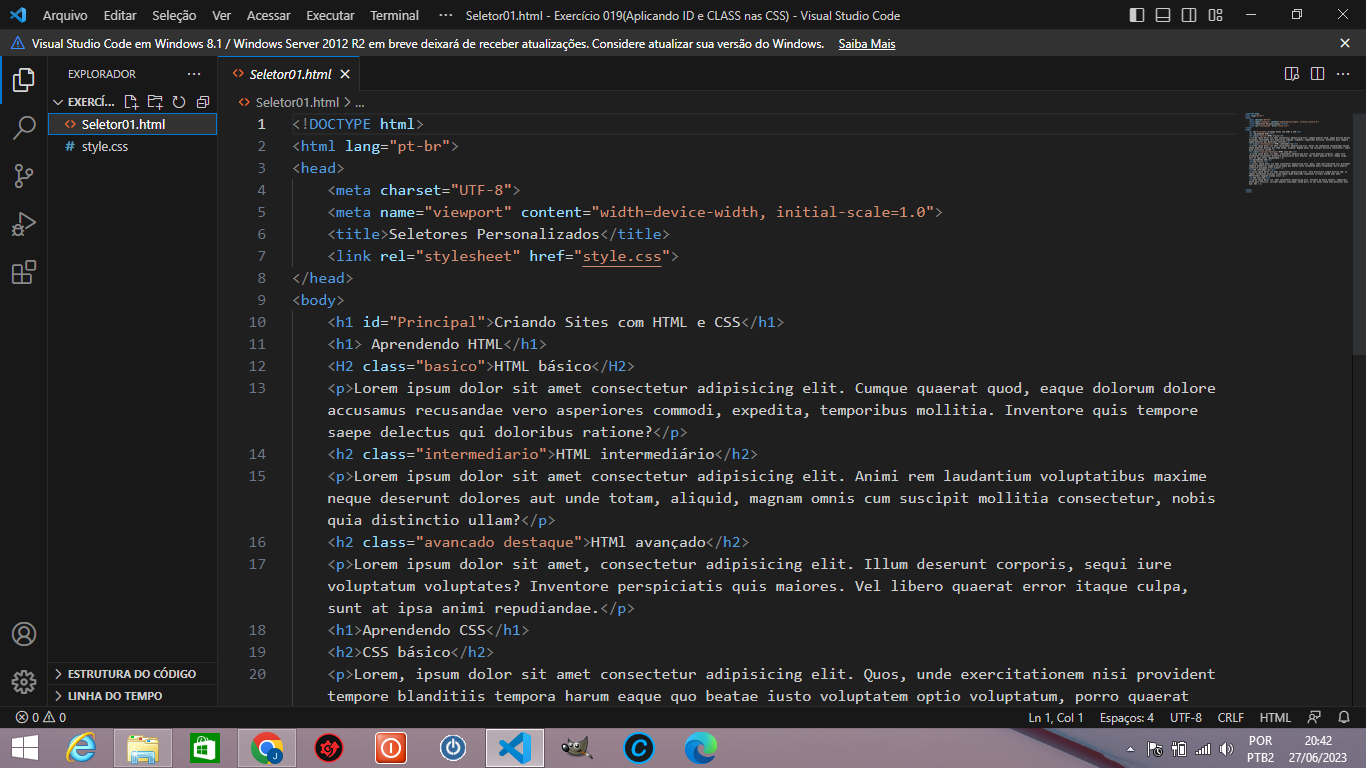 Arquivo Editar Seleção Ver Acessar Executar Terminal ··· Seletor01.html - Exercício 019(Aplicando ID e CLASS nas CSS) - Visual Studio Code
Visual Studio Code em Windows 8.1 / Windows Server 2012 R2 em breve deixará de receber atualizações. Considere atualizar sua versão do Windows. Saiba Mais
EXPLORADOR ···
Seletor01.html
EXERCÍ...
Seletor01.html > ...
Seletor01.html
style.css
1 <!DOCTYPE html>
2 <html lang="pt-br">
3 <head>
4 <meta charset="UTF-8">
5 <meta name="viewport" content="width=device-width, initial-scale=1.0">
6 <title>Seletores Personalizados</title>
7 <link rel="stylesheet" href="style.css">
8 </head>
9 <body>
10 <h1 id="Principal">Criando Sites com HTML e CSS</h1>
11 <h1> Aprendendo HTML</h1>
12 <H2 class="basico">HTML básico</H2>
13 <p>Lorem ipsum dolor sit amet consectetur adipisicing elit. Cumque quaerat quod, eaque dolorum dolore
accusamus recusandae vero asperiores commodi, expedita, temporibus mollitia. Inventore quis tempore
saepe delectus qui doloribus ratione?</p>
14 <h2 class="intermediario">HTML intermediário</h2>
15 <p>Lorem ipsum dolor sit amet consectetur adipisicing elit. Animi rem laudantium voluptatibus maxime
neque deserunt dolores aut unde totam, aliquid, magnam omnis cum suscipit mollitia consectetur, nobis
quia distinctio ullam?</p>
16 <h2 class="avancado destaque">HTMl avançado</h2>
17 <p>Lorem ipsum dolor sit amet, consectetur adipisicing elit. Illum deserunt corporis, sequi iure
voluptatum voluptates? Inventore perspiciatis quis maiores. Vel libero quaerat error itaque culpa,
sunt at ipsa animi repudiandae.</p>
18 <h1>Aprendendo CSS</h1>
19 <h2>CSS básico</h2>
20 <p>Lorem, ipsum dolor sit amet consectetur adipisicing elit. Quos, unde exercitationem nisi provident
tempore blanditiis tempora harum eaque quo beatae iusto voluptatem optio voluptatum, porro quaerat
ESTRUTURA DO CÓDIGO
LINHA DO TEMPO
0 0 Ln 1, Col 1 Espaços: 4 UTF-8 CRLF HTML
POR 20:42
PTB2 27/06/2023